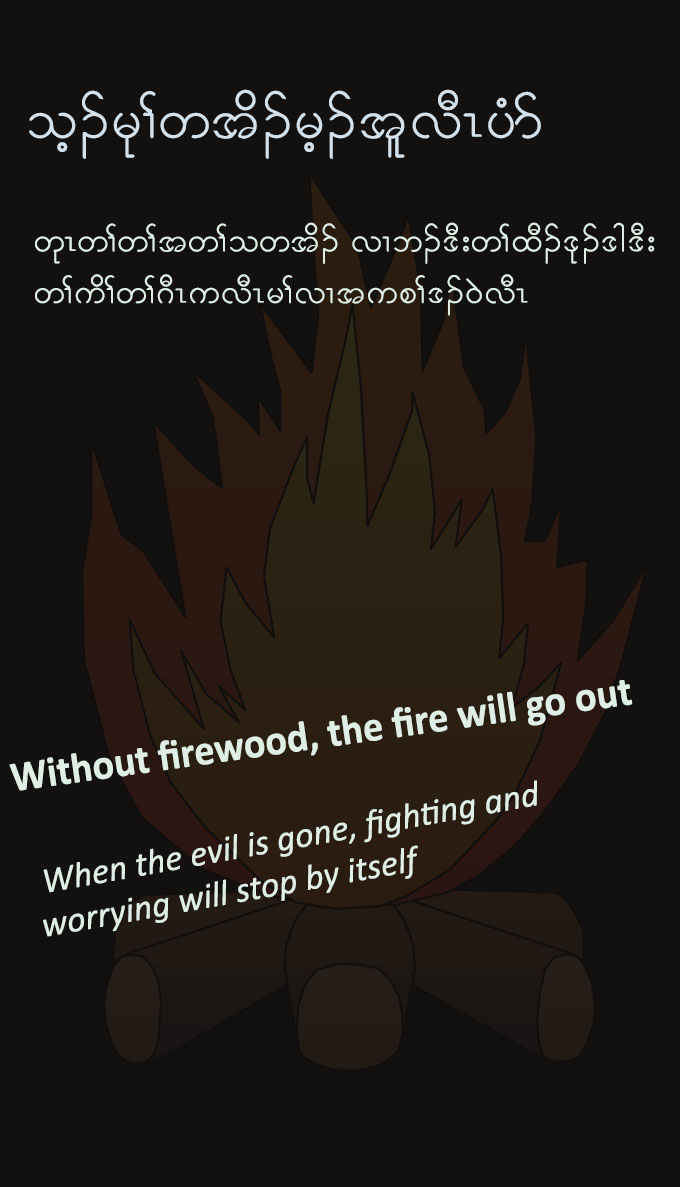 သ့ၣ်မုၢ်တအိၣ်မ့ၣ်အူလီၤပံာ်
တုၤတၢ်တၢ်အတၢ်သတအိၣ် လၢဘၣ်ဒီးတၢ်ထီၣ်ဒုၣ်ဒါဒီး
တၢ်ကိၢ်တၢ်ဂီၤကလီၤမၢ်လၢအကစၢ်ဒၣ်ဝဲလီၤ
Without firewood, the fire will go out
When the evil is gone, fighting and
worrying will stop by itself